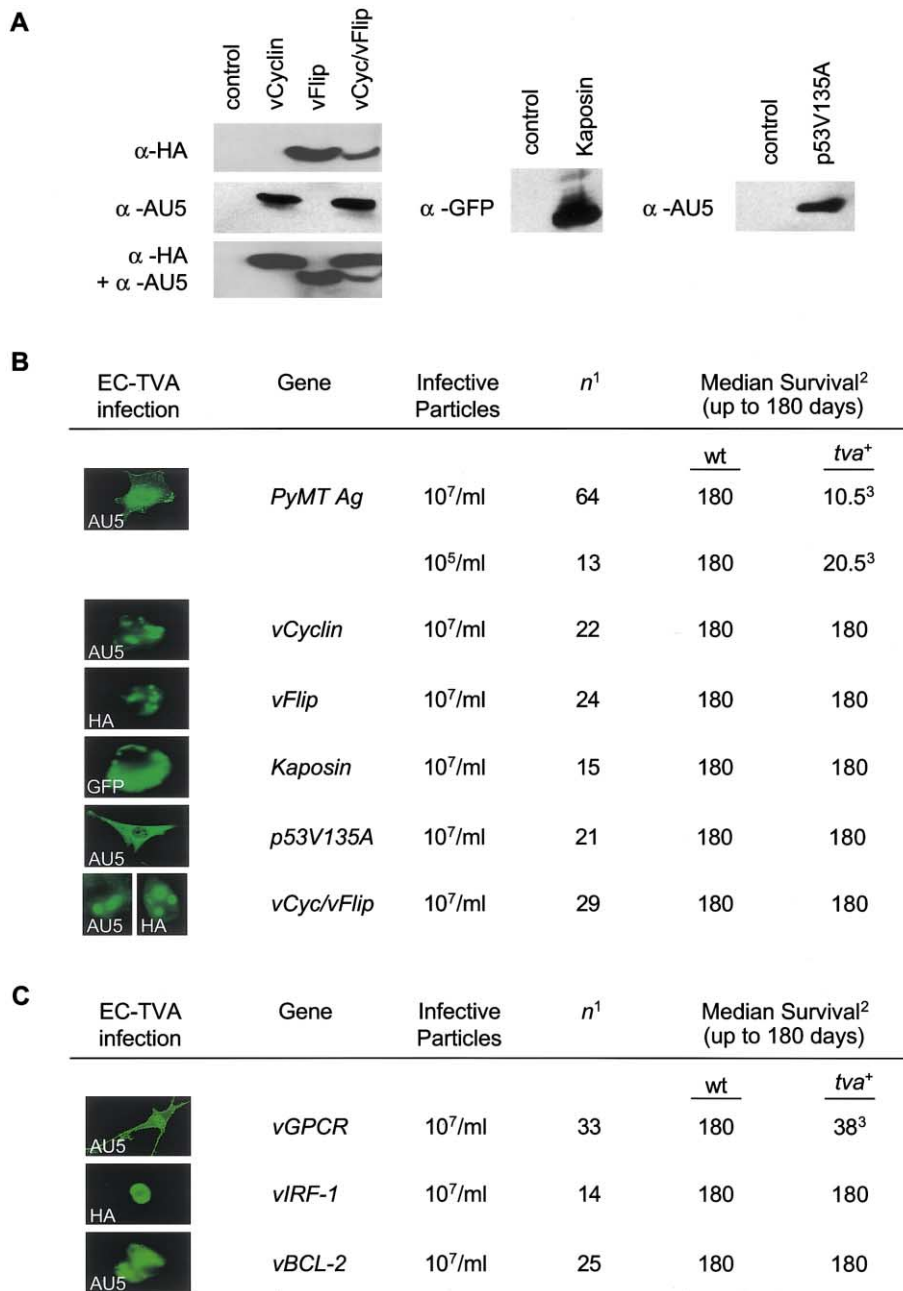 A
control
vCyclin
vFlip
vCyc/vFlip
α-HA
α -AU5
α -HA
+ α -AU5
control
Kaposin
α -GFP
control
p53V135A
α -AU5
B
EC-TVA infection Gene Infective Particles n¹ Median Survival² (up to 180 days)
wt tva⁺
AU5 PyMT Ag 10⁷/ml 64 180 10.5³
10⁵/ml 13 180 20.5³
AU5 vCyclin 10⁷/ml 22 180 180
HA vFlip 10⁷/ml 24 180 180
GFP Kaposin 10⁷/ml 15 180 180
AU5 p53V135A 10⁷/ml 21 180 180
AU5 HA vCyc/vFlip 10⁷/ml 29 180 180
C
EC-TVA infection Gene Infective Particles n¹ Median Survival² (up to 180 days)
wt tva⁺
AU5 vGPCR 10⁷/ml 33 180 38³
HA vIRF-1 10⁷/ml 14 180 180
AU5 vBCL-2 10⁷/ml 25 180 180